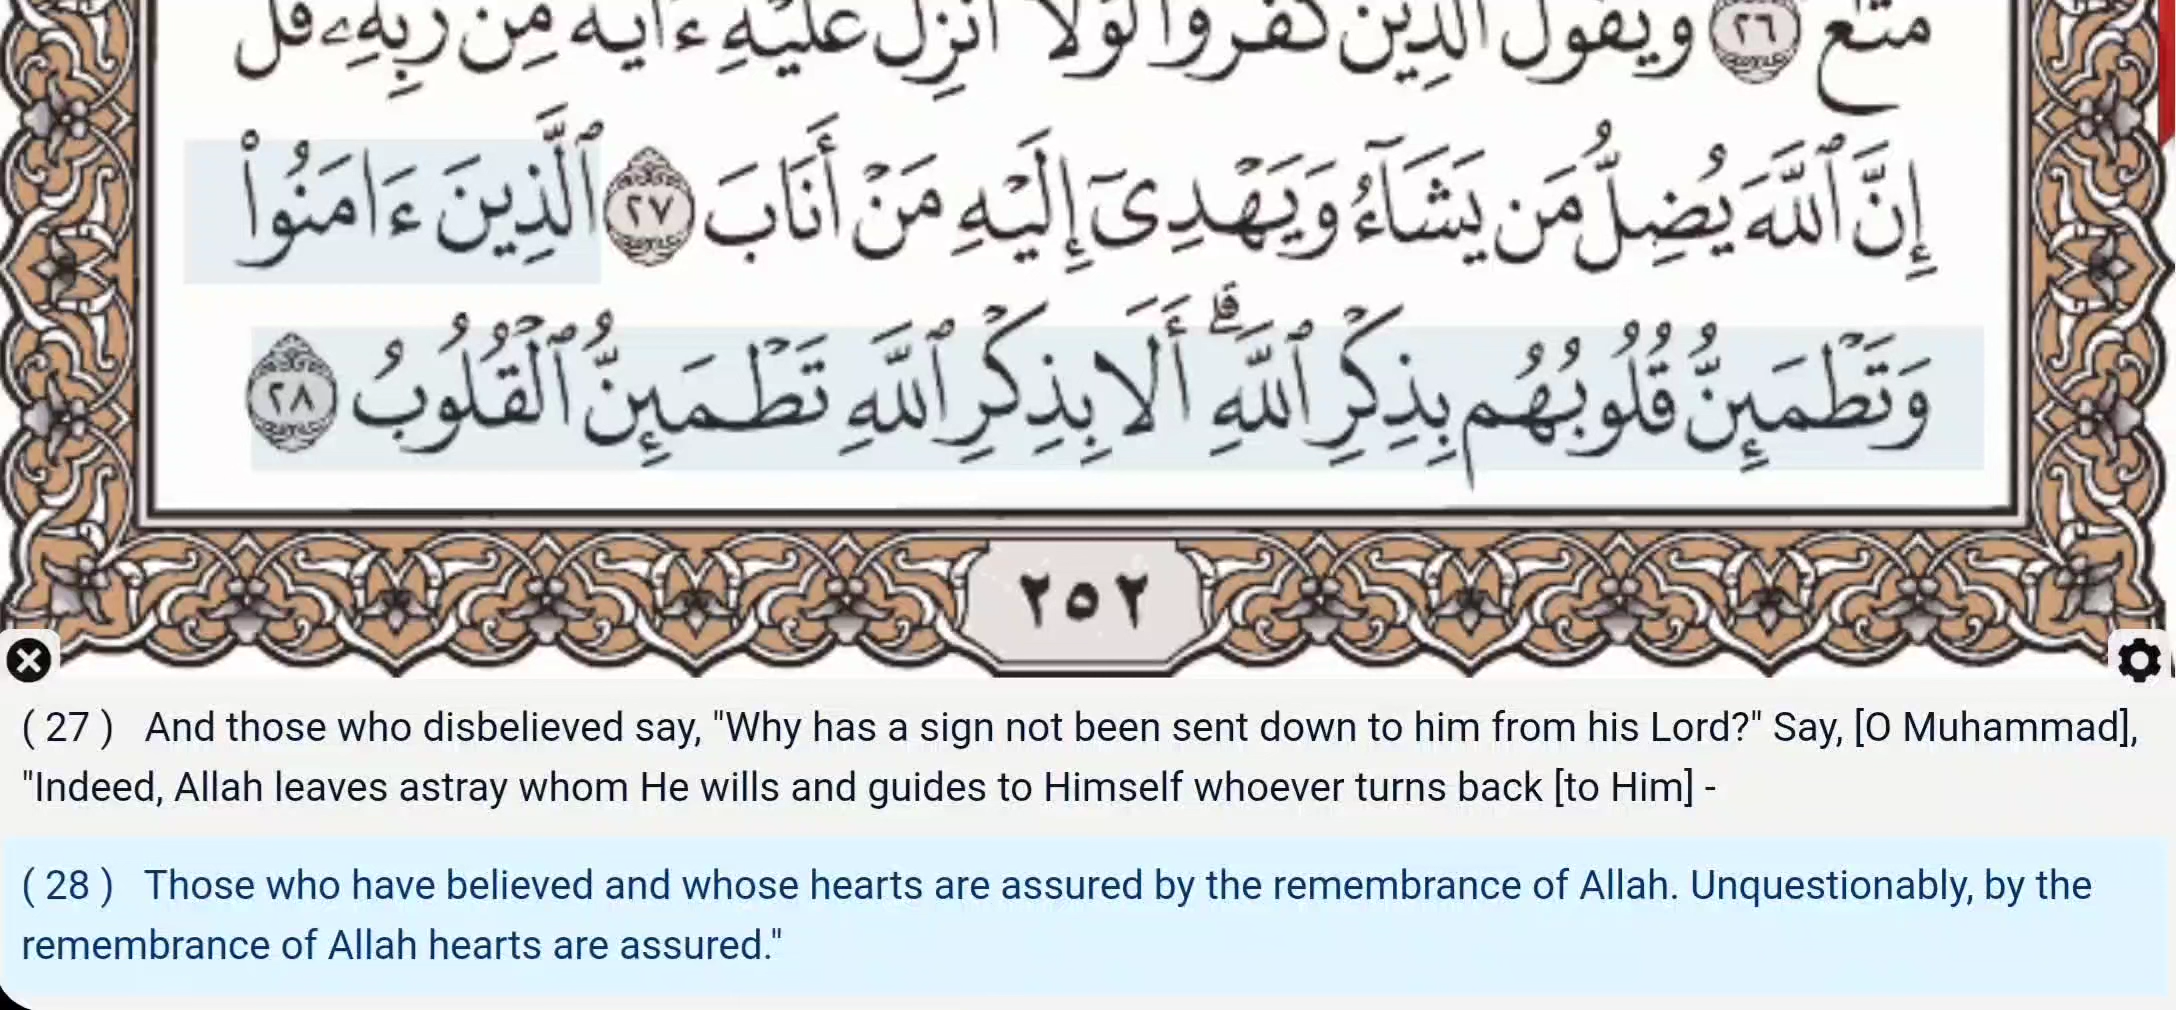 مَتَٰعٌ ٢٦ وَيَقُولُ ٱلَّذِينَ كَفَرُوا۟ لَوْلَآ أُنزِلَ عَلَيْهِ ءَايَةٌ مِّن رَّبِّهِۦ قُلْ
إِنَّ ٱللَّهَ يُضِلُّ مَن يَشَآءُ وَيَهْدِىٓ إِلَيْهِ مَنْ أَنَابَ ٢٧ ٱلَّذِينَ ءَامَنُوا۟
وَتَطْمَئِنُّ قُلُوبُهُم بِذِكْرِ ٱللَّهِ ۗ أَلَا بِذِكْرِ ٱللَّهِ تَطْمَئِنُّ ٱلْقُلُوبُ ٢٨
٢٥٢
( 27 ) And those who disbelieved say, "Why has a sign not been sent down to him from his Lord?" Say, [O Muhammad],
"Indeed, Allah leaves astray whom He wills and guides to Himself whoever turns back [to Him] -
( 28 ) Those who have believed and whose hearts are assured by the remembrance of Allah. Unquestionably, by the
remembrance of Allah hearts are assured."